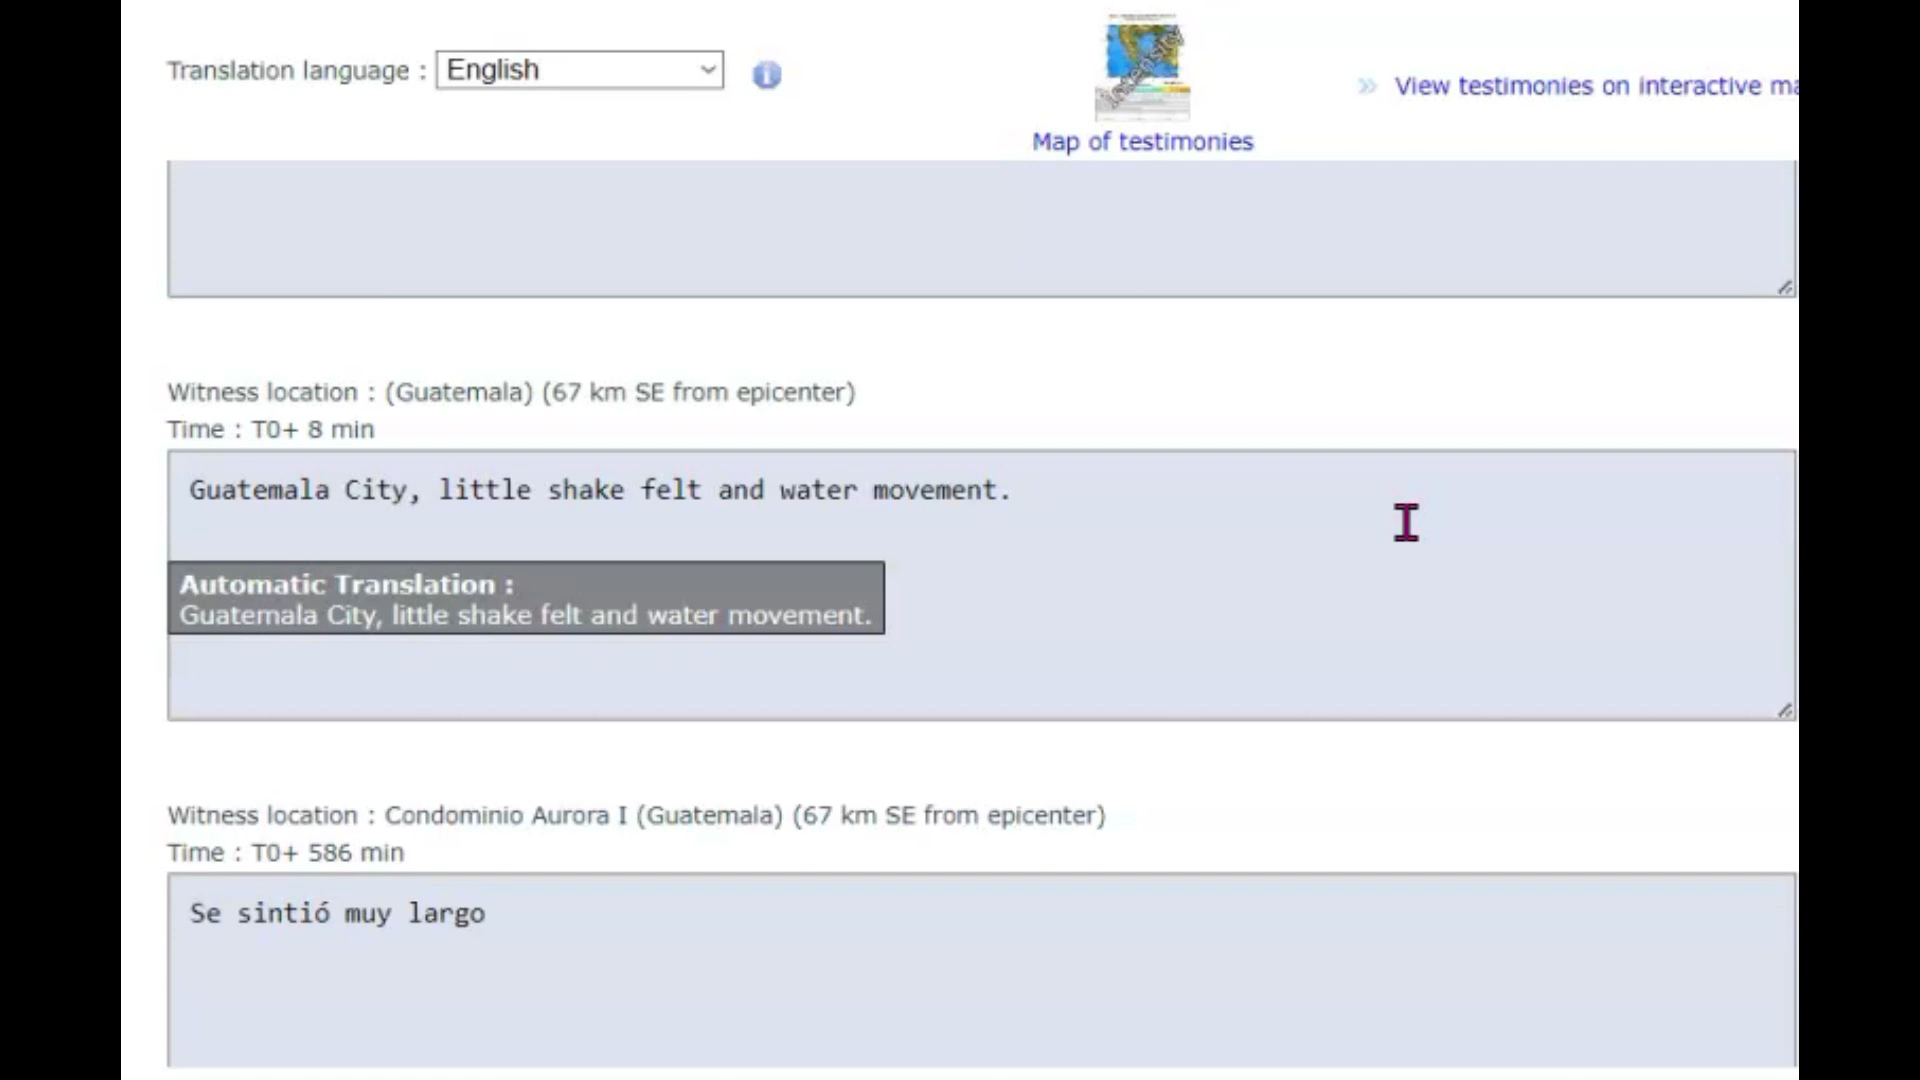 Translation language :
English
Intensity
Map of testimonies
View testimonies on interactive
Witness location : (Guatemala) (67 km SE from epicenter)
Time : T0+ 8 min
Guatemala City, little shake felt and water movement.
Automatic Translation :
Guatemala City, little shake felt and water movement.
Witness location : Condominio Aurora I (Guatemala) (67 km SE from epicenter)
Time : T0+ 586 min
Se sintió muy largo